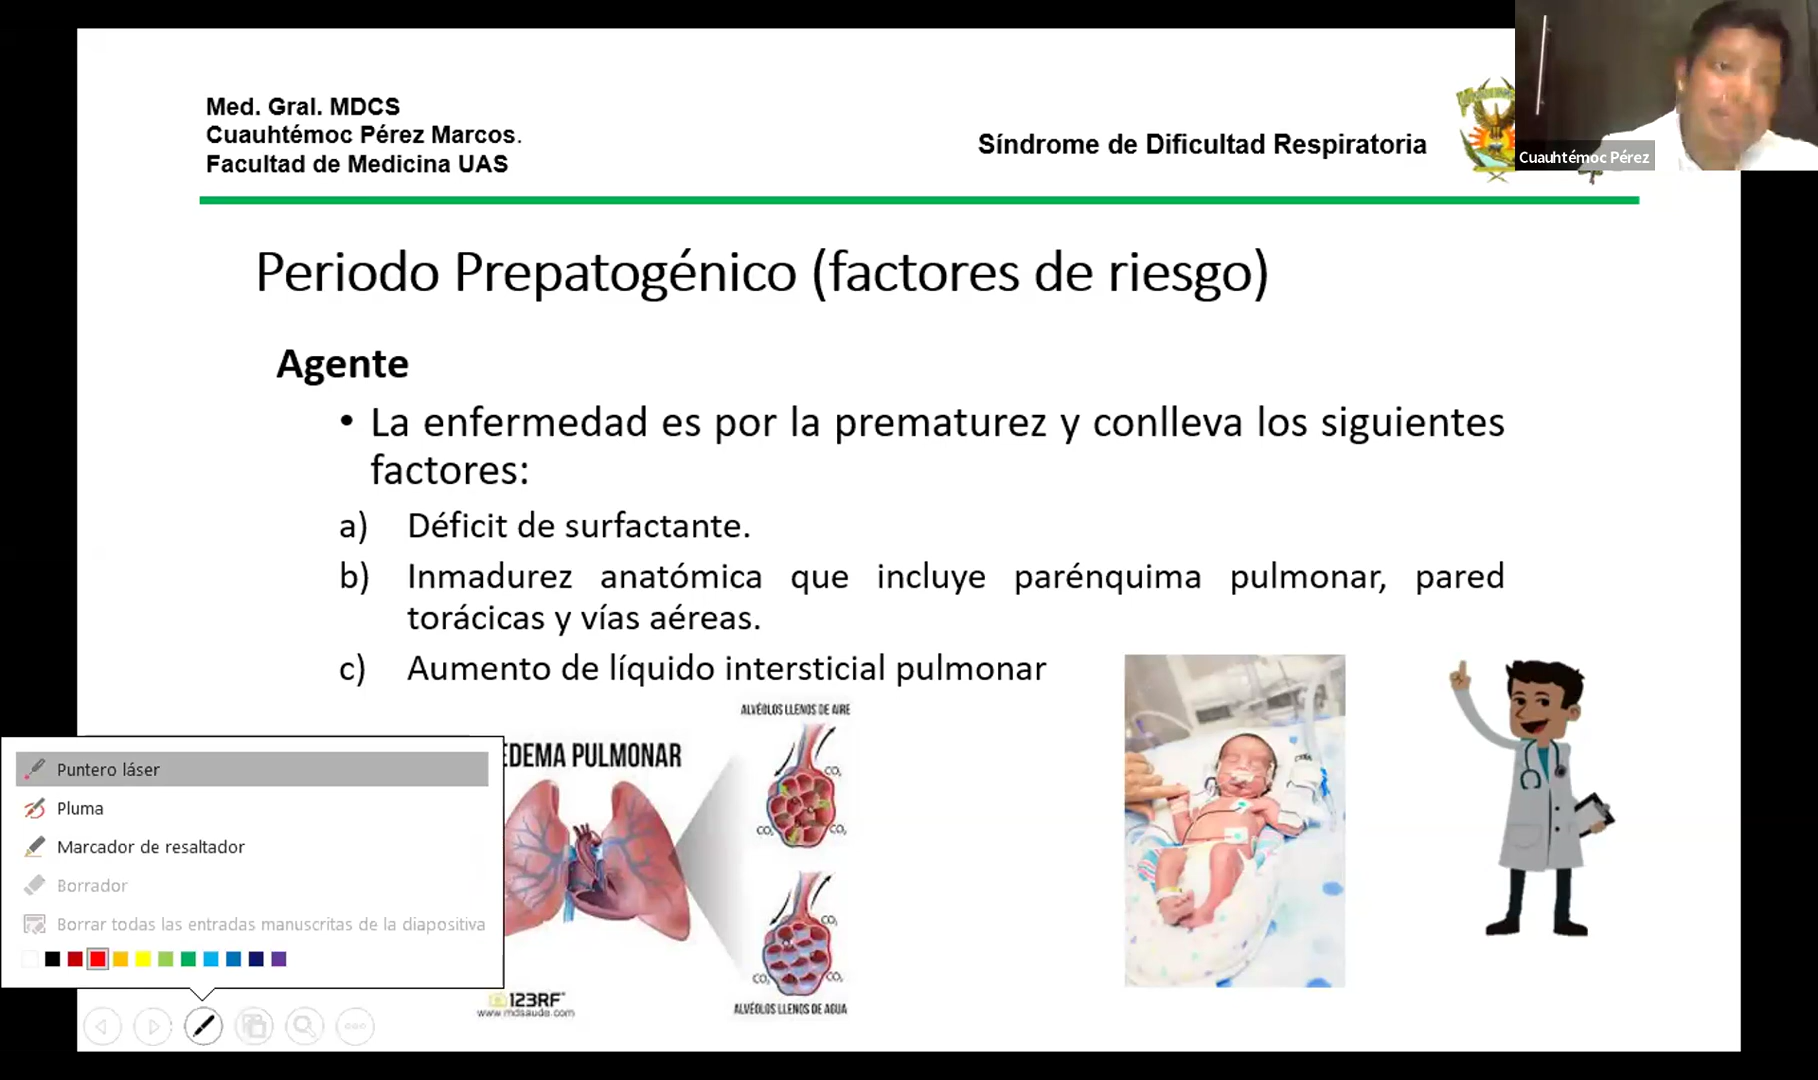 Med. Gral. MDCS
Cuauhtémoc Pérez Marcos.
Facultad de Medicina UAS
Síndrome de Dificultad Respiratoria
Cuauhtémoc Pérez
Periodo Prepatogénico (factores de riesgo)
Agente
• La enfermedad es por la prematurez y conlleva los siguientes
factores:
a) Déficit de surfactante.
b) Inmadurez anatómica que incluye parénquima pulmonar, pared
torácicas y vías aéreas.
c) Aumento de líquido intersticial pulmonar
ALVÉOLOS LLENOS DE AIRE
EDEMA PULMONAR
CO₂
CO₂
CO₂
CO₂
CO₂
CO₂
ALVÉOLOS LLENOS DE AGUA
123RF
www.mdsaude.com
Puntero láser
Pluma
Marcador de resaltador
Borrador
Borrar todas las entradas manuscritas de la diapositiva